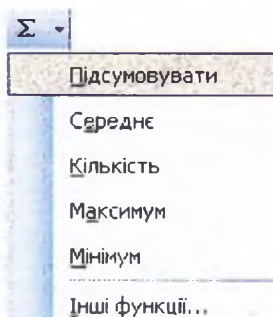 Σ
Підсумовувати
Середнє
Кількість
Максимум
Мінімум
Інші функції...